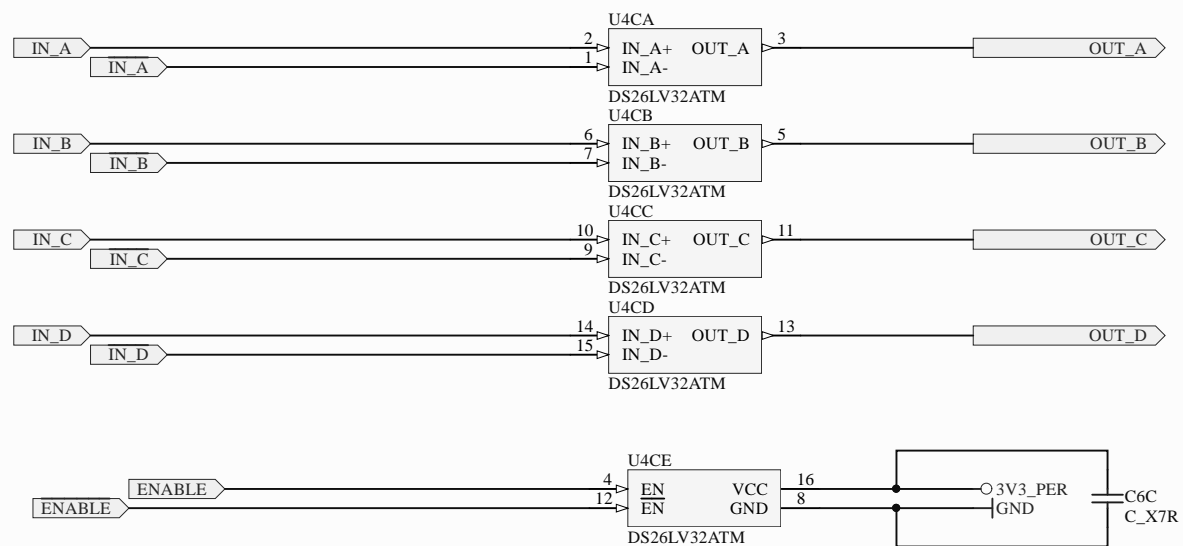 U4CA
IN_A 2 IN_A+ OUT_A 3 OUT_A
IN_A 1 IN_A-
DS26LV32ATM
U4CB
IN_B 6 IN_B+ OUT_B 5 OUT_B
IN_B 7 IN_B-
DS26LV32ATM
U4CC
IN_C 10 IN_C+ OUT_C 11 OUT_C
IN_C 9 IN_C-
DS26LV32ATM
U4CD
IN_D 14 IN_D+ OUT_D 13 OUT_D
IN_D 15 IN_D-
DS26LV32ATM
U4CE
ENABLE 4 EN VCC 16 3V3_PER C6C
ENABLE 12 EN GND 8 GND C_X7R
DS26LV32ATM